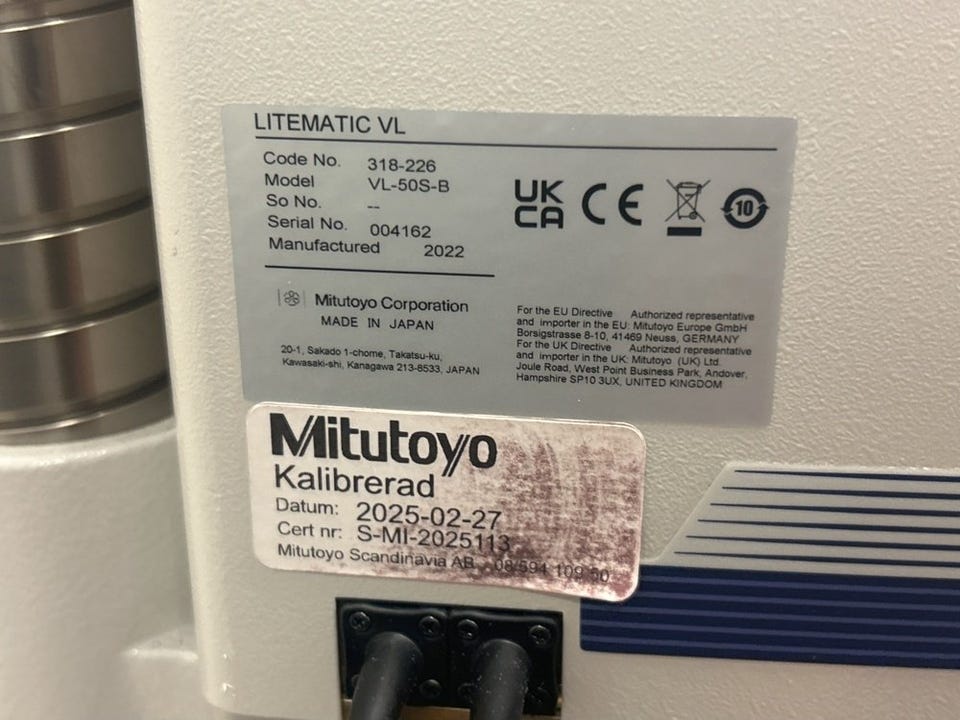 LITEMATIC VL
Code No. 318-226
Model VL-50S-B
So No. --
Serial No. 004162
Manufactured 2022
Mitutoyo Corporation
MADE IN JAPAN
20-1, Sakado 1-chome, Takatsu-ku,
Kawasaki-shi, Kanagawa 213-8533, JAPAN
UK
CA
CE
10
For the EU Directive Authorized representative
and importer in the EU: Mitutoyo Europe GmbH
Borsigstrasse 8-10, 41469 Neuss, GERMANY
For the UK Directive Authorized representative
and importer in the UK: Mitutoyo (UK) Ltd.
Joule Road, West Point Business Park, Andover,
Hampshire SP10 3UX, UNITED KINGDOM
Mitutoyo
Kalibrerad
Datum: 2025-02-27
Cert nr: S-MI-2025113
Mitutoyo Scandinavia AB 08/594 109 50